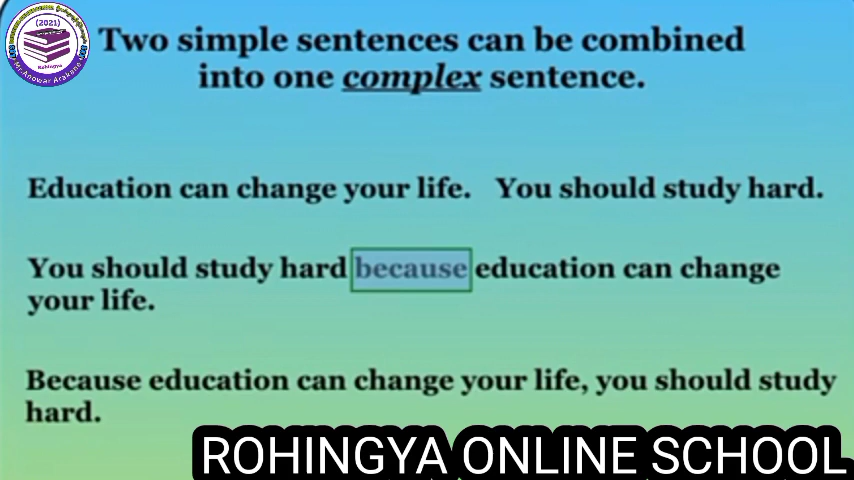 (2021)
Rohingya
Two simple sentences can be combined
into one complex sentence.
Education can change your life. You should study hard.
You should study hard because education can change
your life.
Because education can change your life, you should study
hard.
ROHINGYA ONLINE SCHOOL